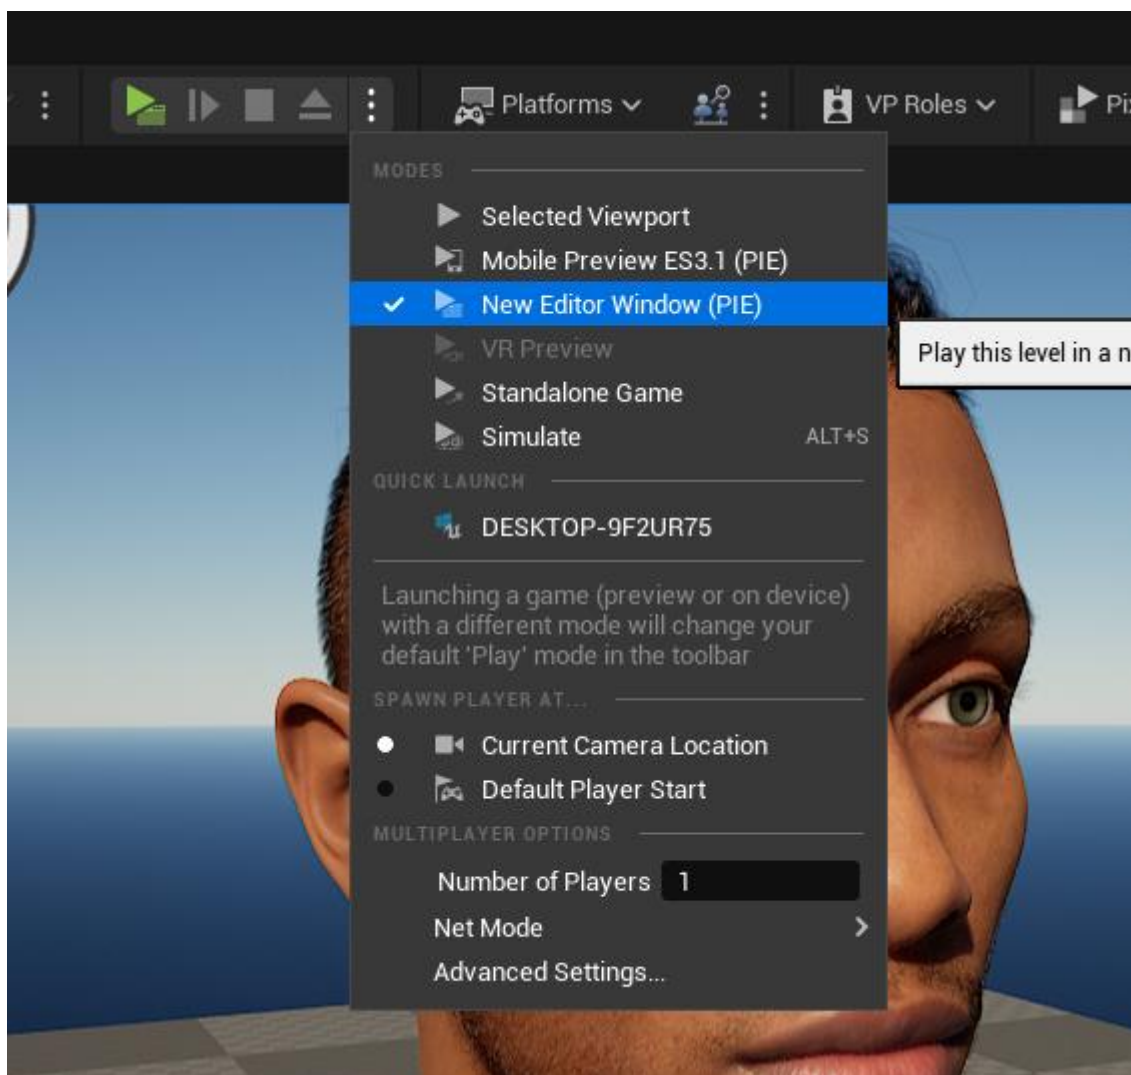 Platforms
VP Roles
Pix
MODES
Selected Viewport
Mobile Preview ES3.1 (PIE)
New Editor Window (PIE)
VR Preview
Play this level in a n
Standalone Game
Simulate ALT+S
QUICK LAUNCH
DESKTOP-9F2UR75
Launching a game (preview or on device)
with a different mode will change your
default 'Play' mode in the toolbar
SPAWN PLAYER AT...
Current Camera Location
Default Player Start
MULTIPLAYER OPTIONS
Number of Players 1
Net Mode
Advanced Settings...